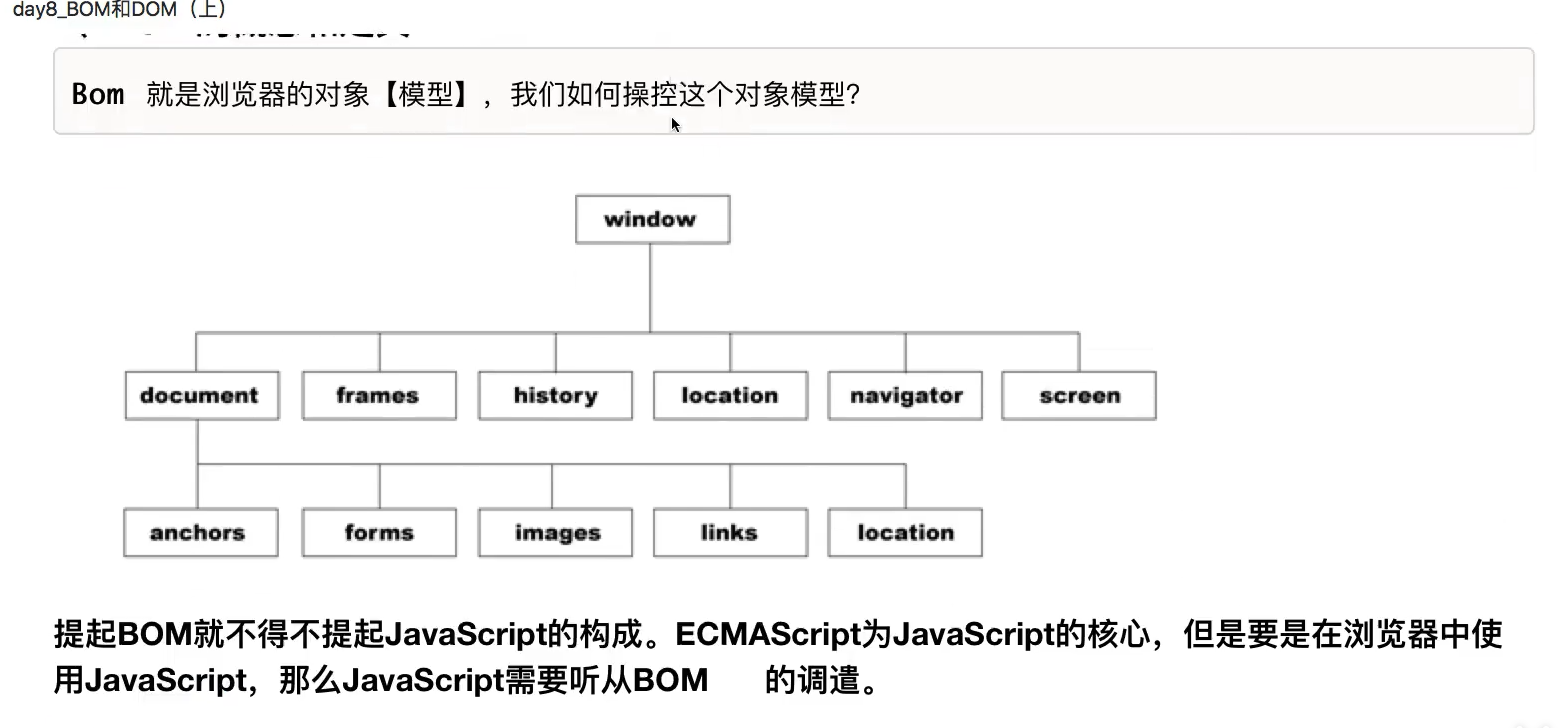 day8_BOM和DOM（上）
Bom 就是浏览器的对象【模型】，我们如何操控这个对象模型?
window
document frames history location navigator screen
anchors forms images links location
提起BOM就不得不提起JavaScript的构成。ECMAScript为JavaScript的核心，但是要是在浏览器中使
用JavaScript，那么JavaScript需要听从BOM 的调遣。